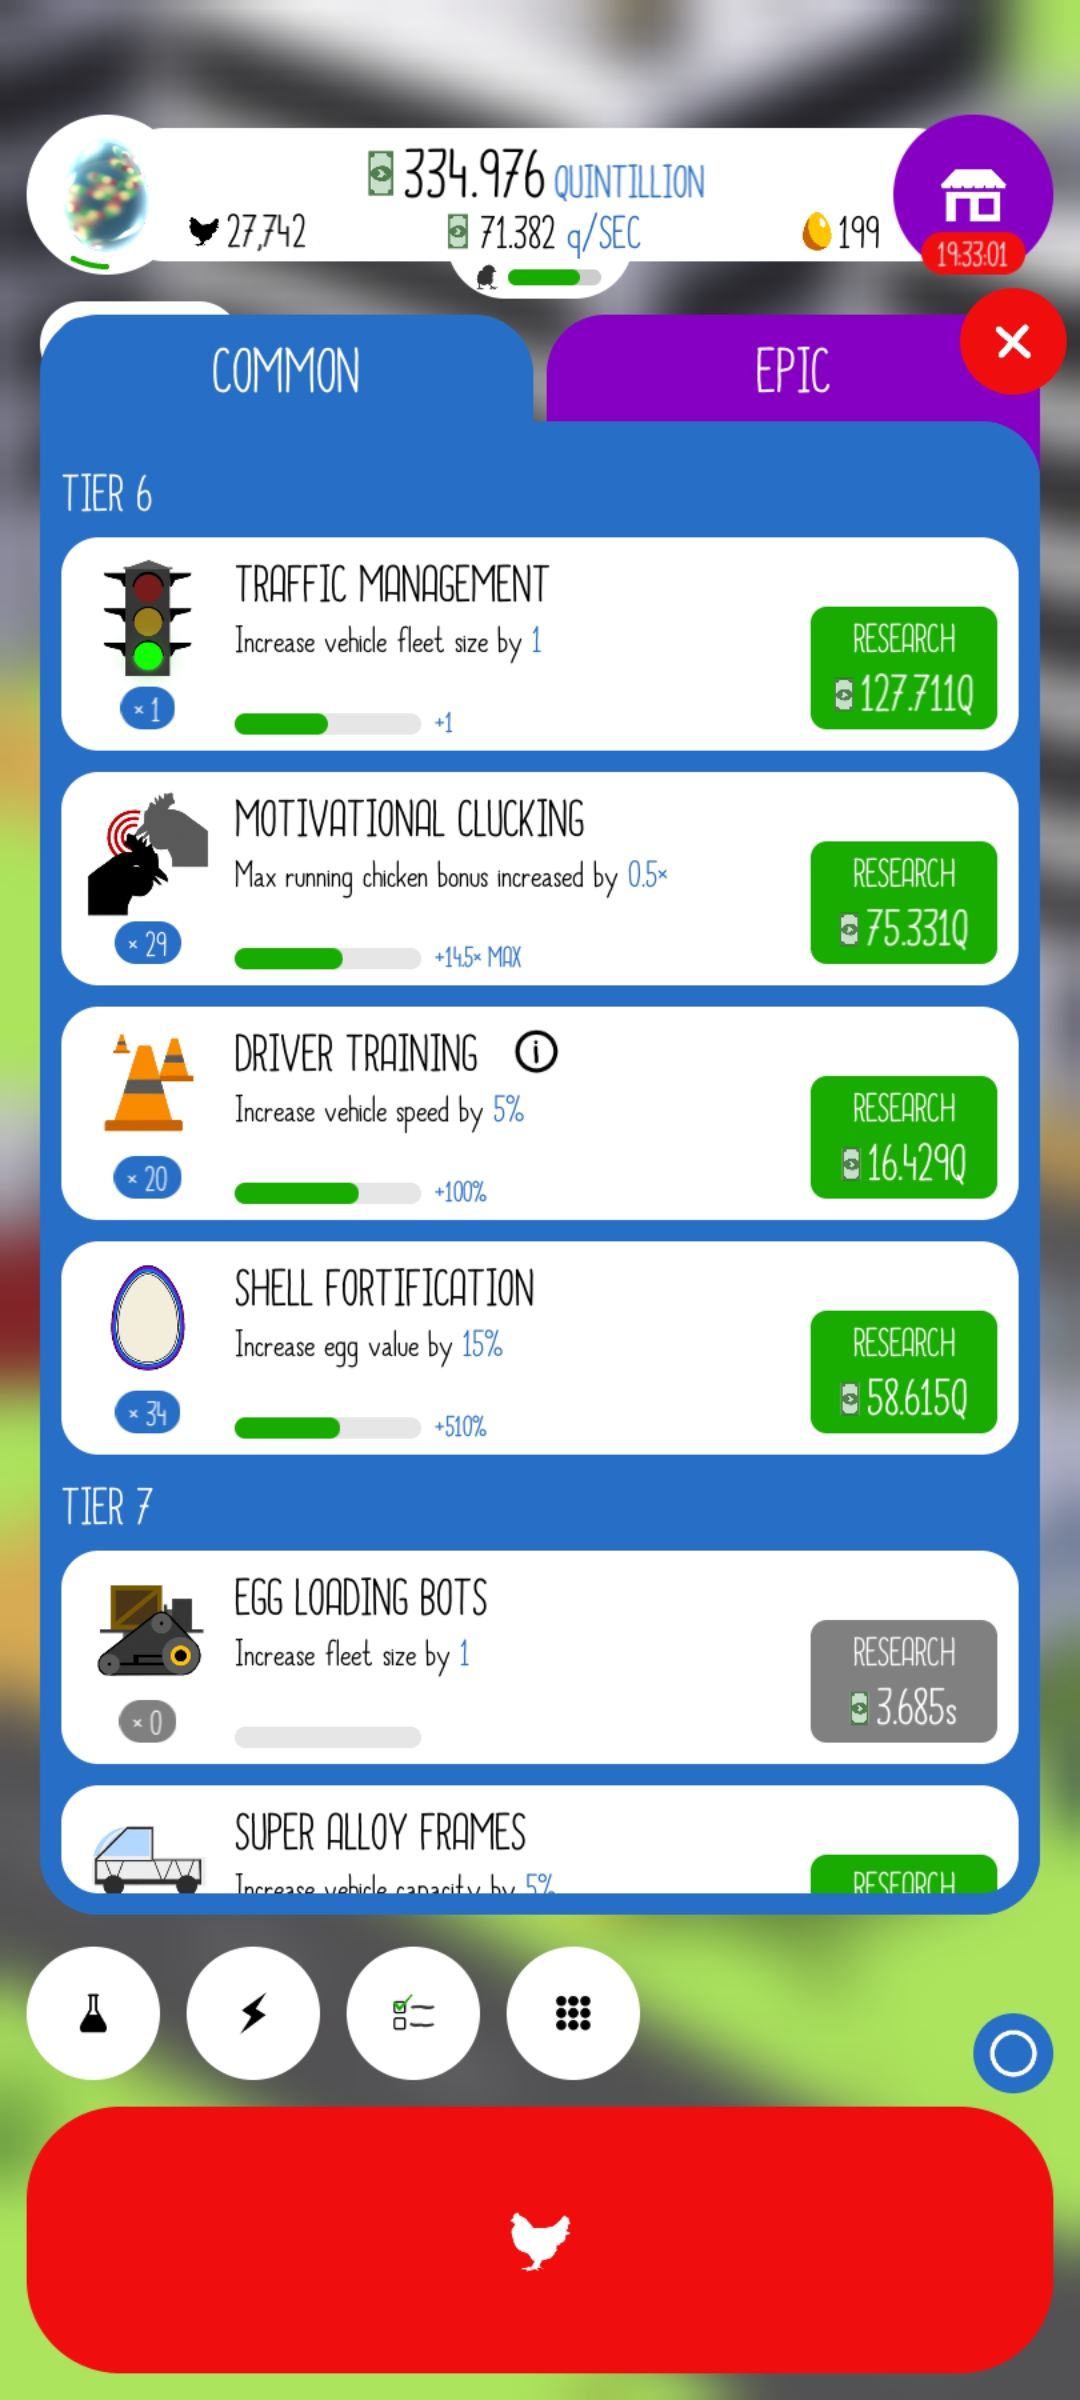 334.976 QUINTILLION
27,742
71.382 q/SEC
199
19:33:01
COMMON
EPIC
TIER 6
TRAFFIC MANAGEMENT
Increase vehicle fleet size by 1
× 1
+1
RESEARCH
127.711Q
MOTIVATIONAL CLUCKING
Max running chicken bonus increased by 0.5×
× 29
+14.5× MAX
RESEARCH
75.331Q
DRIVER TRAINING
Increase vehicle speed by 5%
× 20
+100%
RESEARCH
16.429Q
SHELL FORTIFICATION
Increase egg value by 15%
× 34
+510%
RESEARCH
58.615Q
TIER 7
EGG LOADING BOTS
Increase fleet size by 1
× 0
RESEARCH
3.685s
SUPER ALLOY FRAMES
Increase vehicle capacity by 5%
RESEARCH